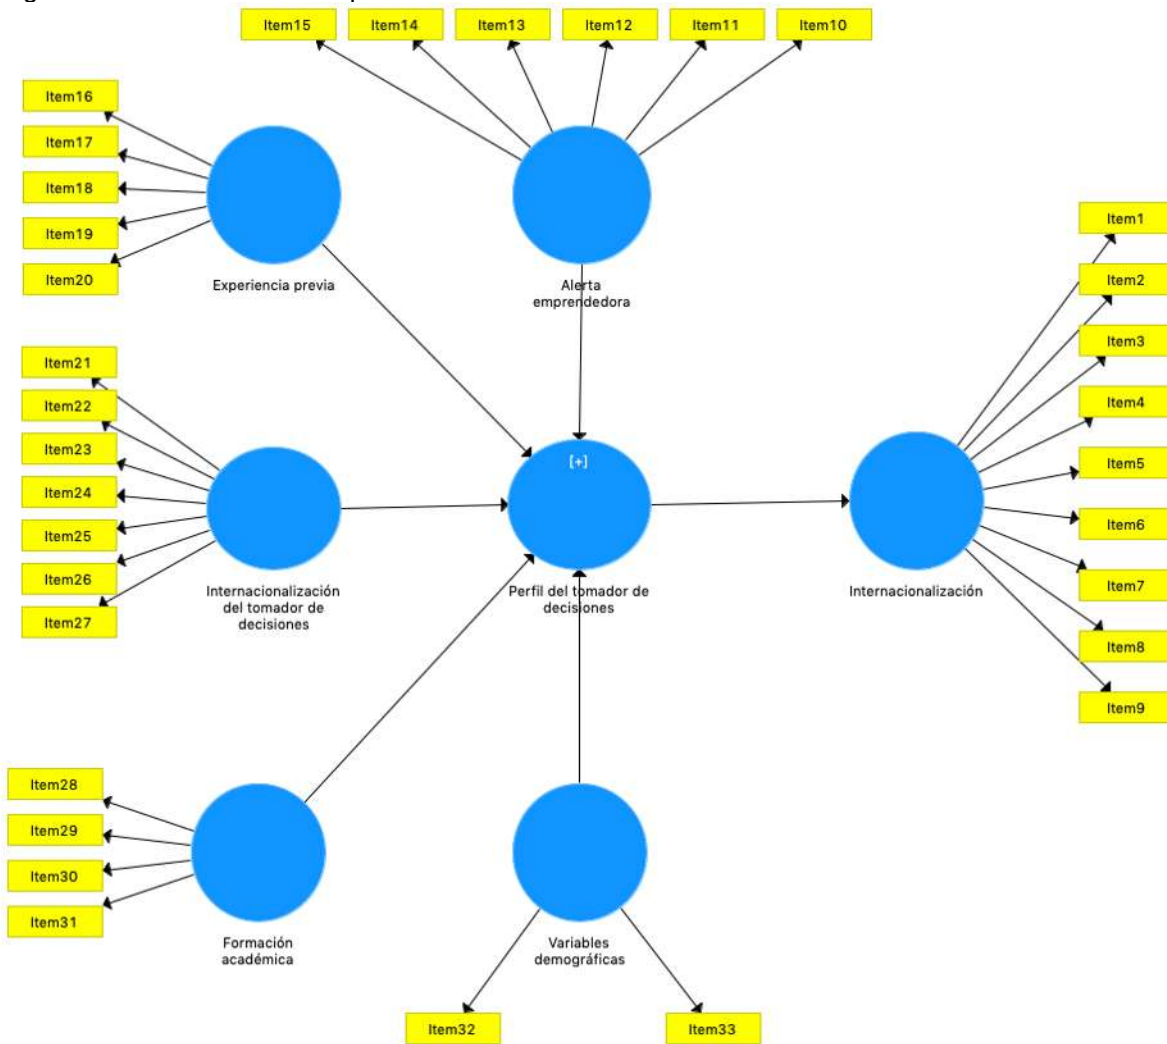 Item15
Item14
Item13
Item12
Item11
Item10
Item16
Item17
Item18
Item19
Item20
Experiencia previa
Alerta
emprendedora
Item1
Item2
Item3
Item4
Item5
Item6
Item7
Item8
Item9
Item21
Item22
Item23
Item24
Item25
Item26
Item27
Internacionalización
del tomador de
decisiones
[+]
Perfil del tomador de
decisiones
Internacionalización
Item28
Item29
Item30
Item31
Formación
académica
Variables
demográficas
Item32
Item33